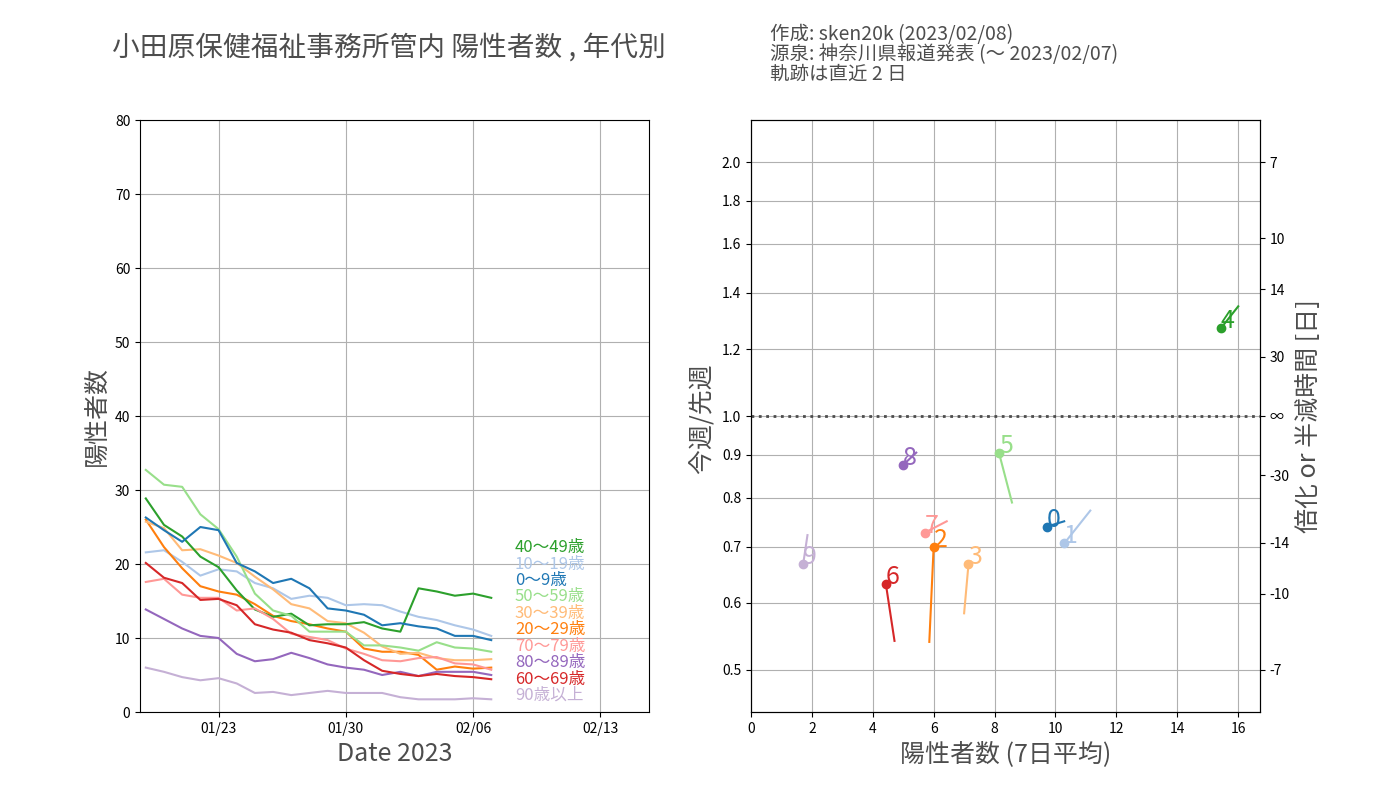 小田原保健福祉事務所管内 陽性者数 , 年代別
作成: sken20k (2023/02/08)
源泉: 神奈川県報道発表 (～ 2023/02/07)
軌跡は直近 2 日
陽性者数
80
70
60
50
40
30
20
10
0
01/23
01/30
02/06
02/13
Date 2023
40～49歳
10～19歳
0～9歳
50～59歳
30～39歳
20～29歳
70～79歳
80～89歳
60～69歳
90歳以上
今週/先週
2.0
1.8
1.6
1.4
1.2
1.0
0.9
0.8
0.7
0.6
0.5
4
5
8
0
1
7
2
3
9
6
7
10
14
30
∞
-30
-14
-10
-7
倍化 or 半減時間 [日]
0
2
4
6
8
10
12
14
16
陽性者数 (7日平均)